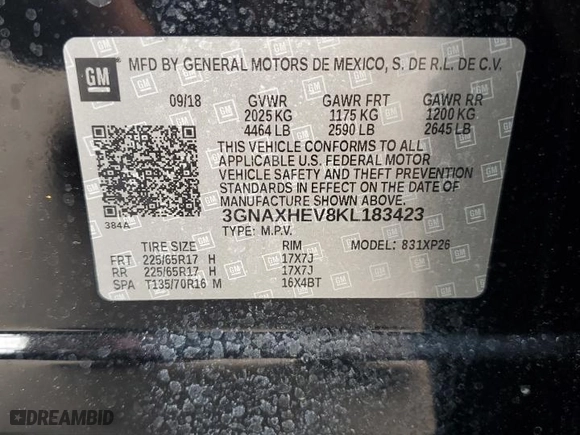 GM MFD BY GENERAL MOTORS DE MEXICO, S. DE R.L. DE C.V.
09/18 GVWR GAWR FRT GAWR RR
2025 KG 1175 KG 1200 KG
4464 LB 2590 LB 2645 LB
THIS VEHICLE CONFORMS TO ALL
APPLICABLE U.S. FEDERAL MOTOR
VEHICLE SAFETY AND THEFT
PREVENTION STANDARDS IN EFFECT ON THE DATE OF
MANUFACTURE SHOWN ABOVE.
384A 3GNAXHEV8KL183423
TYPE: M.P.V.
TIRE SIZE RIM MODEL: 831XP26
FRT 225/65R17 H 17X7J
RR 225/65R17 H 17X7J
SPA T135/70R16 M 16X4BT
DREAMBID